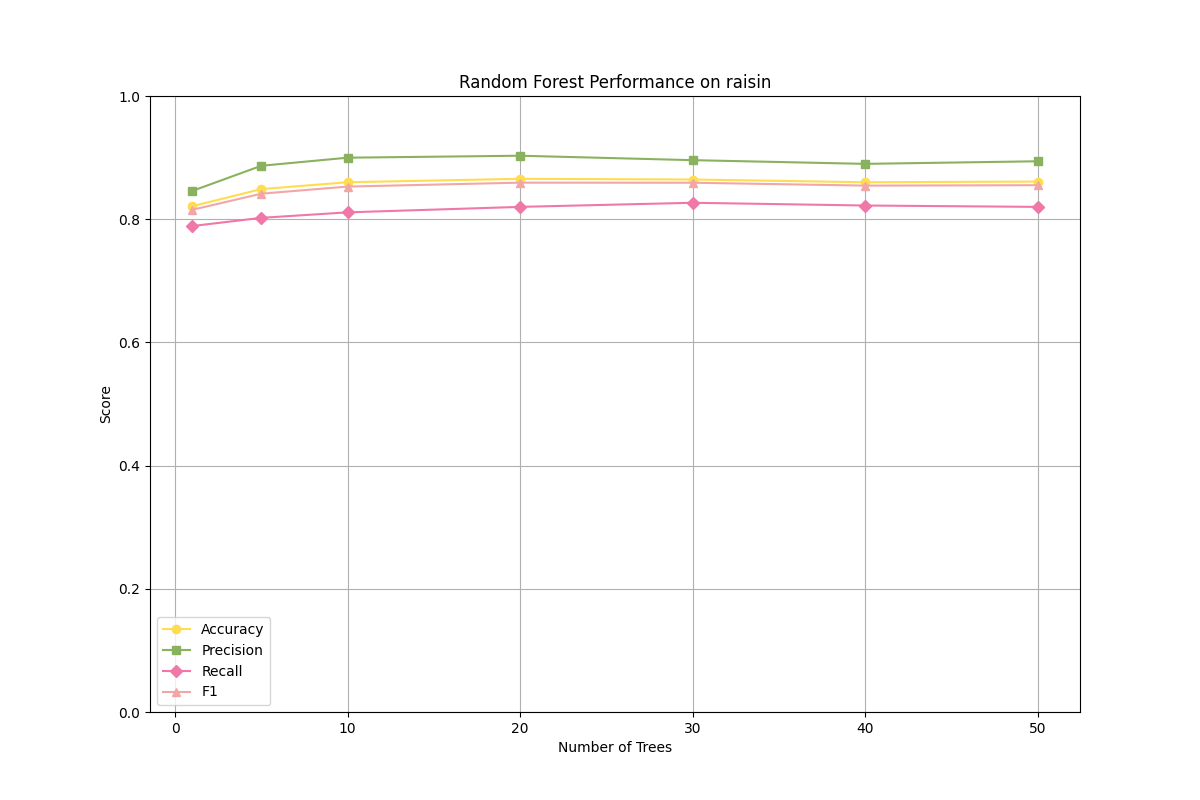 Random Forest Performance on raisin
1.0
0.8
0.6
0.4
0.2
0.0
Score
Accuracy
Precision
Recall
F1
0 10 20 30 40 50
Number of Trees